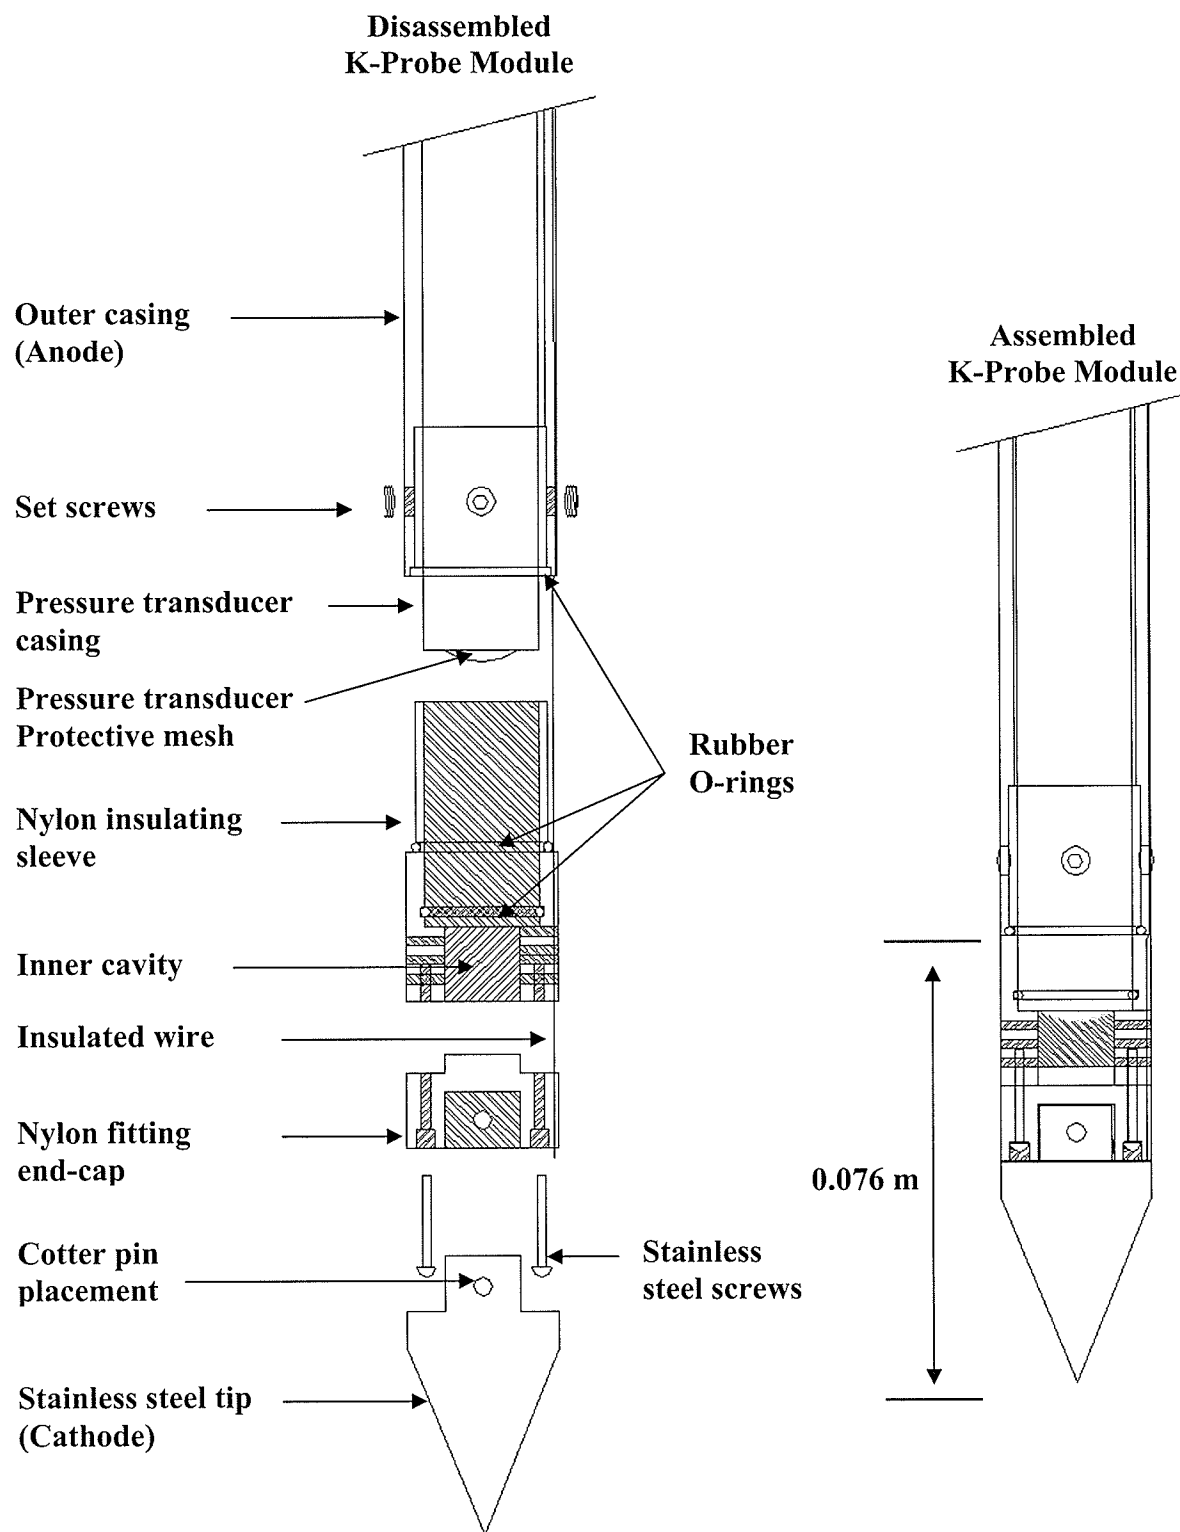 Disassembled
K-Probe Module
Outer casing
(Anode)
Assembled
K-Probe Module
Set screws
Pressure transducer
casing
Pressure transducer
Protective mesh
Rubber
O-rings
Nylon insulating
sleeve
Inner cavity
Insulated wire
Nylon fitting
end-cap
0.076 m
Cotter pin
placement
Stainless
steel screws
Stainless steel tip
(Cathode)